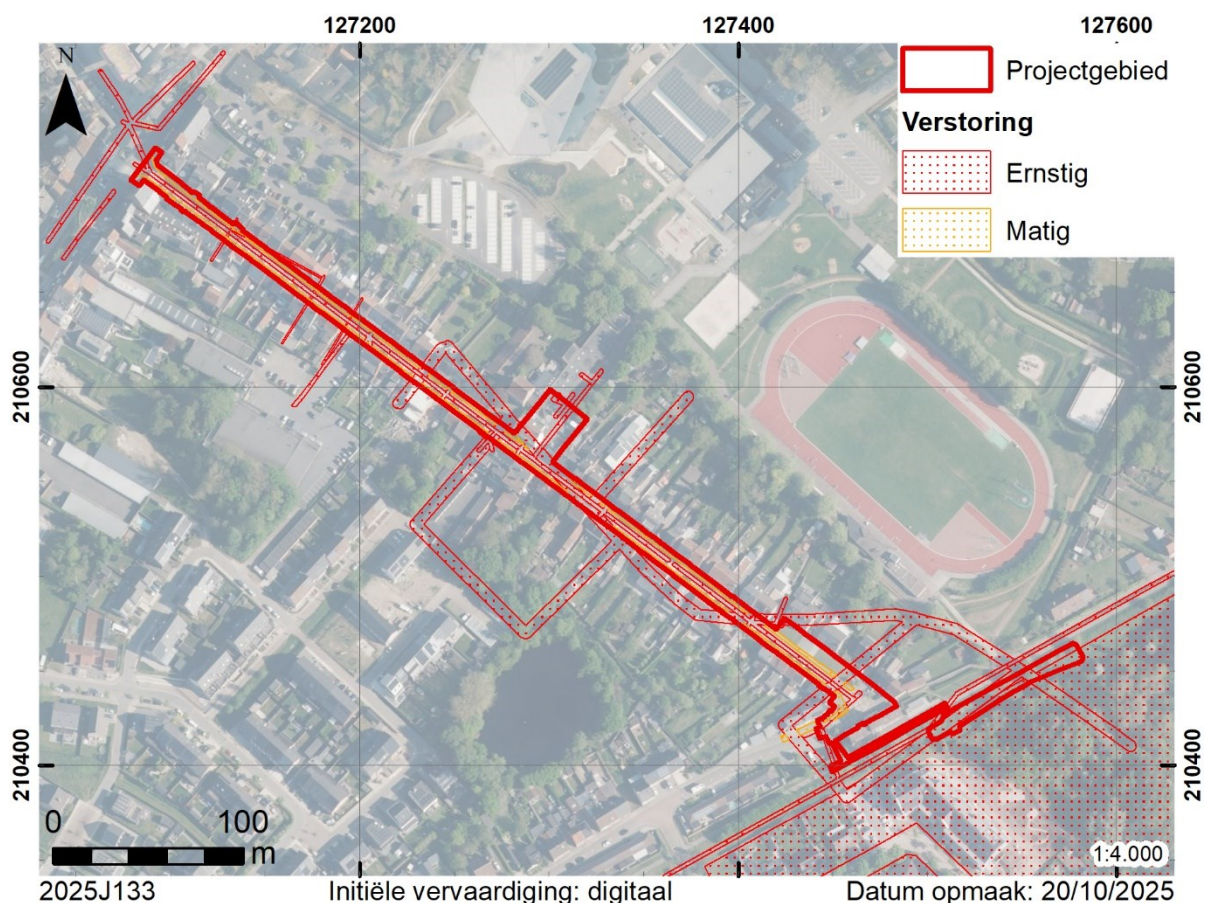 127200
127400
127600
N
Projectgebied
Verstoring
Ernstig
Matig
210600
210600
210400
210400
0 100
m
1:4.000
2025J133 Initiële vervaardiging: digitaal Datum opmaak: 20/10/2025